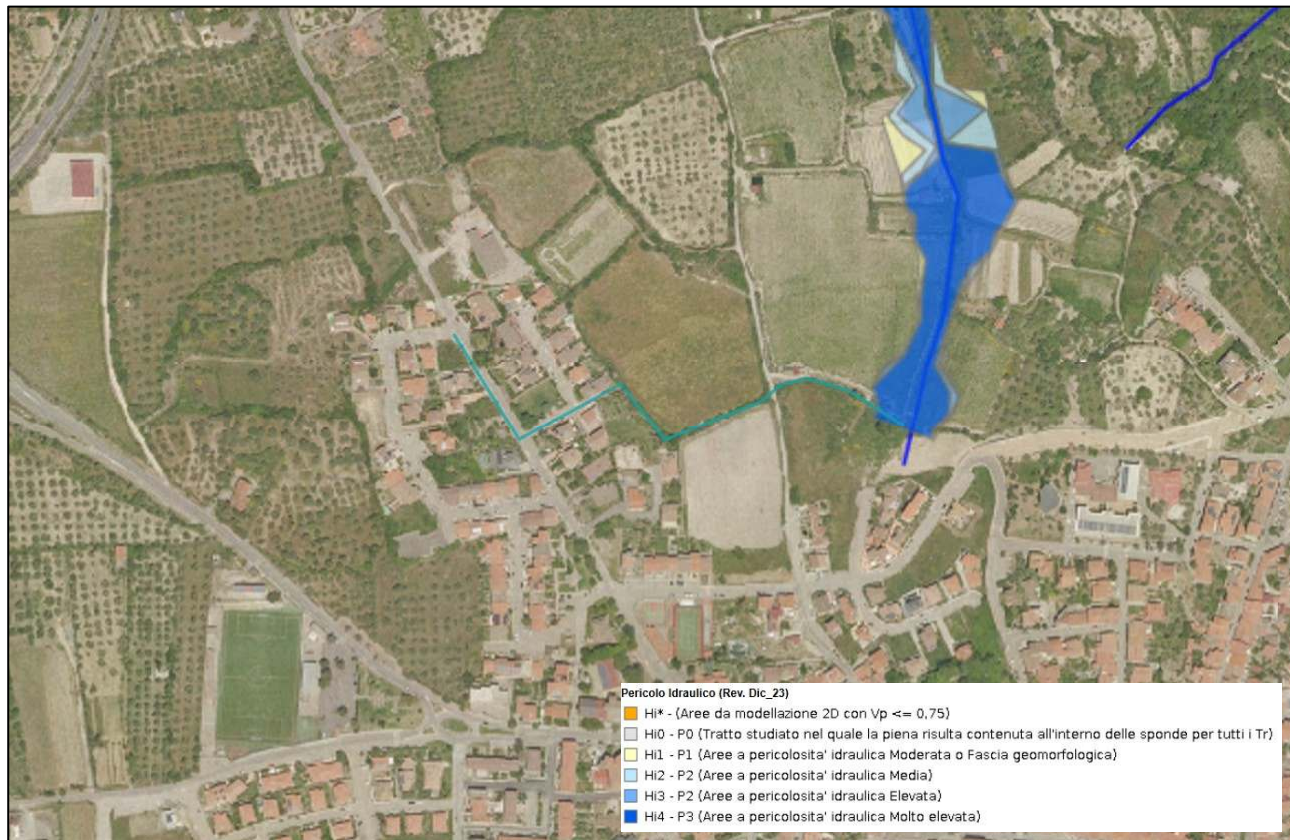 Pericolo Idraulico (Rev. Dic_23)
Hi* - (Aree da modellazione 2D con Vp <= 0,75)
Hi0 - P0 (Tratto studiato nel quale la piena risulta contenuta all'interno delle sponde per tutti i Tr)
Hi1 - P1 (Aree a pericolosita' idraulica Moderata o Fascia geomorfologica)
Hi2 - P2 (Aree a pericolosita' idraulica Media)
Hi3 - P2 (Aree a pericolosita' idraulica Elevata)
Hi4 - P3 (Aree a pericolosita' idraulica Molto elevata)